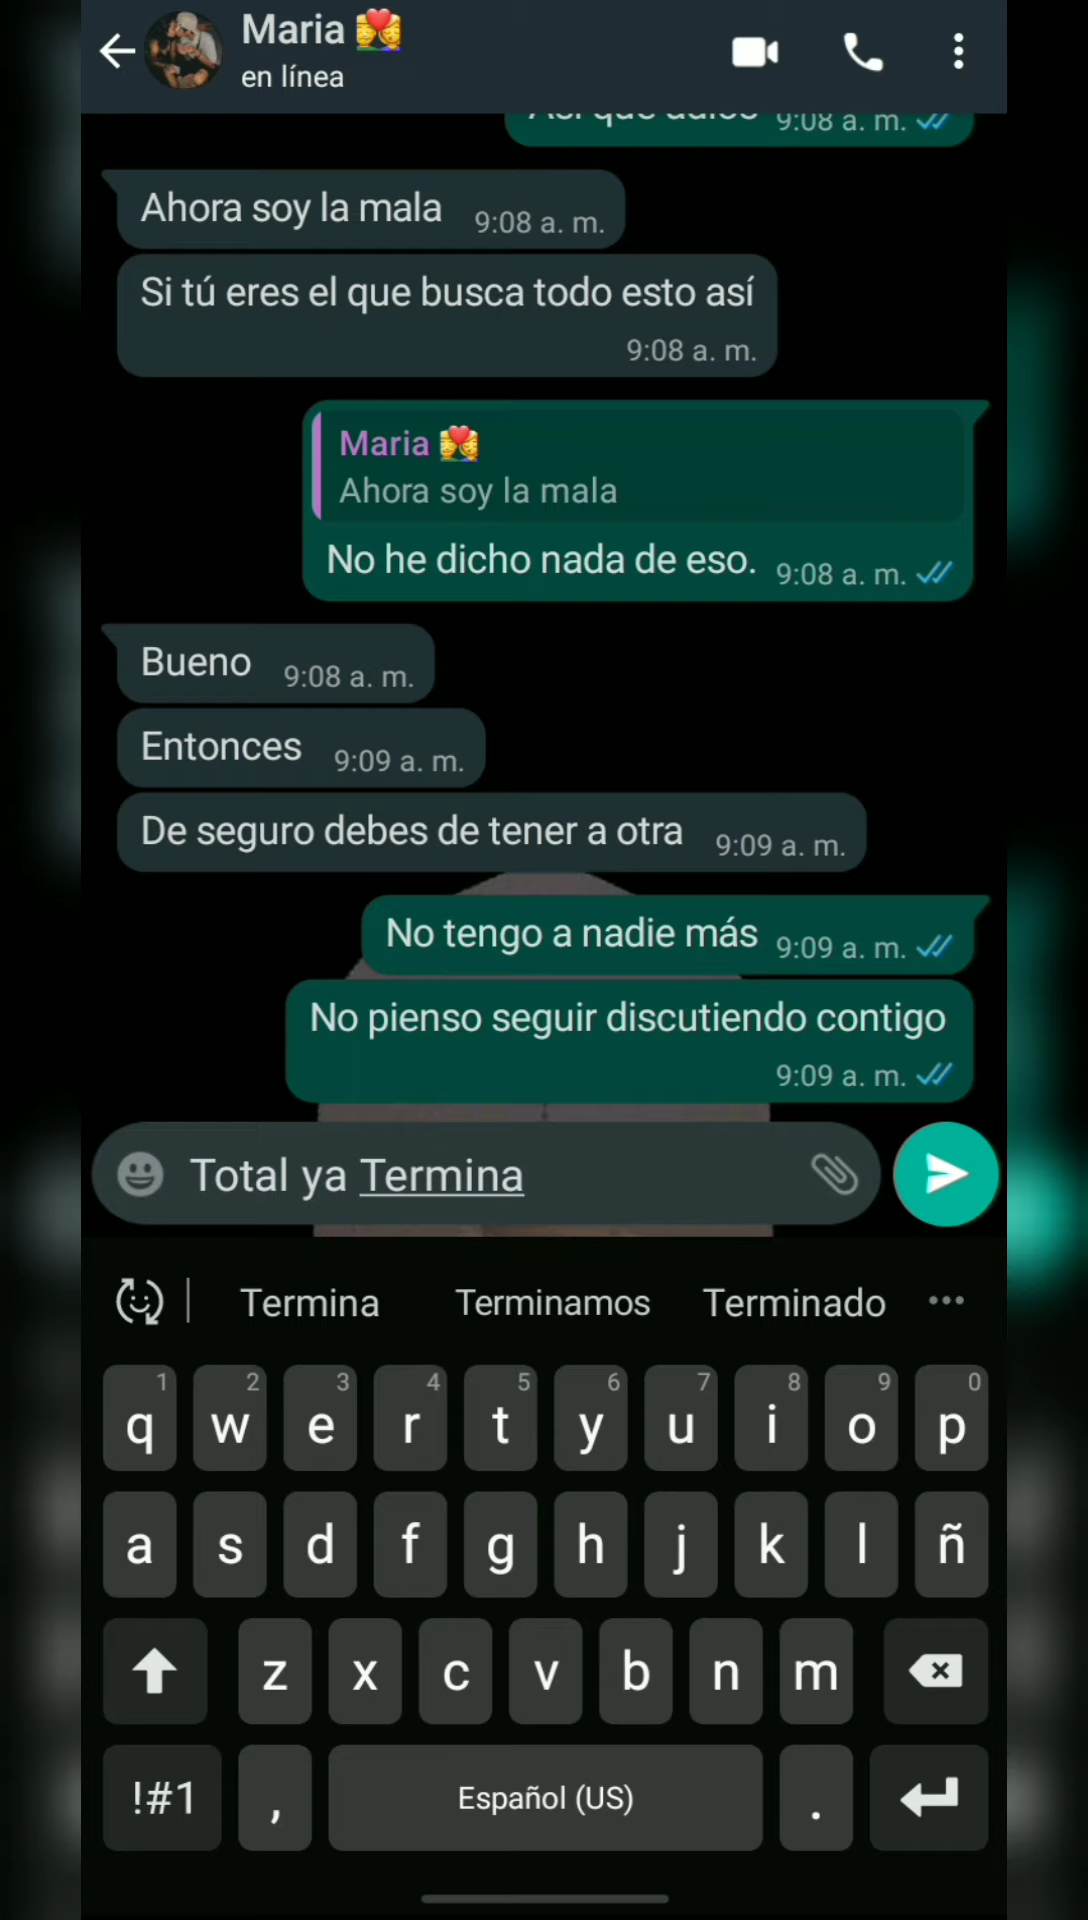 Maria
en línea
Así que adiós 9:08 a. m.
Ahora soy la mala 9:08 a. m.
Si tú eres el que busca todo esto así
9:08 a. m.
Maria
Ahora soy la mala
No he dicho nada de eso. 9:08 a. m.
Bueno 9:08 a. m.
Entonces 9:09 a. m.
De seguro debes de tener a otra 9:09 a. m.
No tengo a nadie más 9:09 a. m.
No pienso seguir discutiendo contigo
9:09 a. m.
Total ya Termina
Termina Terminamos Terminado
1 2 3 4 5 6 7 8 9 0
q w e r t y u i o p
a s d f g h j k l ñ
z x c v b n m
!#1 , Español (US) .